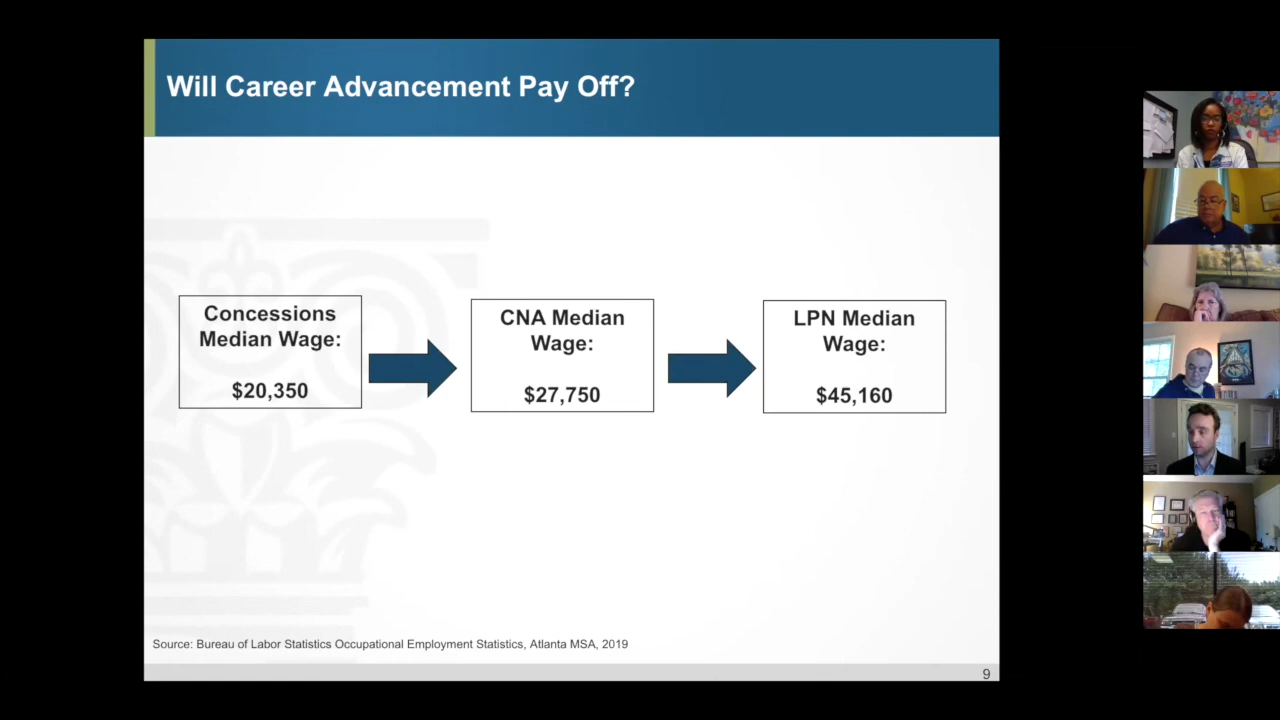 Will Career Advancement Pay Off?
Concessions
Median Wage:
$20,350
CNA Median
Wage:
$27,750
LPN Median
Wage:
$45,160
Source: Bureau of Labor Statistics Occupational Employment Statistics, Atlanta MSA, 2019
9